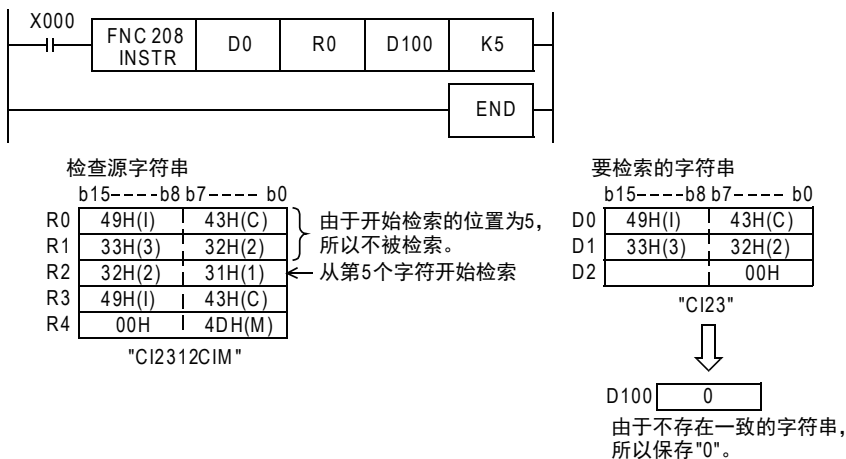 X000
FNC 208 INSTR D0 R0 D100 K5
END
检查源字符串
b15----b8 b7---- b0
R0 49H(I) 43H(C)
R1 33H(3) 32H(2)
R2 32H(2) 31H(1)
R3 49H(I) 43H(C)
R4 00H 4DH(M)
"CI2312CIM"
由于开始检索的位置为5,
所以不被检索。
从第5个字符开始检索
要检索的字符串
b15----b8 b7---- b0
D0 49H(I) 43H(C)
D1 33H(3) 32H(2)
D2 00H
"CI23"
D100 0
由于不存在一致的字符串,
所以保存"0"。